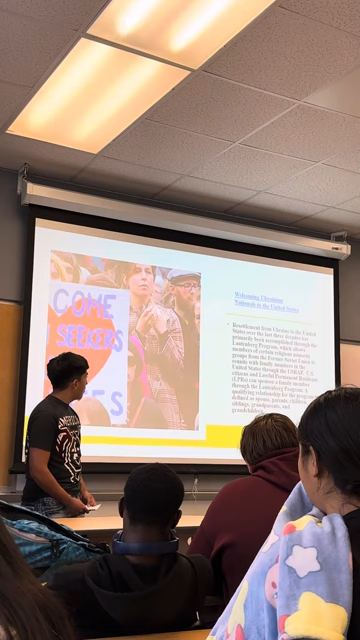 COME
SEEKERS
ES
Welcoming Ukrainian
Nationals to the United States
Resettlement from Ukraine to the United
States over the last three decades has
primarily been accomplished through the
Lautenberg Program, which allows
members of certain religious minority
groups from the Former Soviet Union to
reunite with family members in the
United States through the USRAP. U.S.
citizens and Lawful Permanent Residents
(LPRs) can sponsor a family member
through the Lautenberg Program. A
qualifying relationship for the program is
defined as spouse, parents, children,
siblings, grandparents, and
grandchildren.